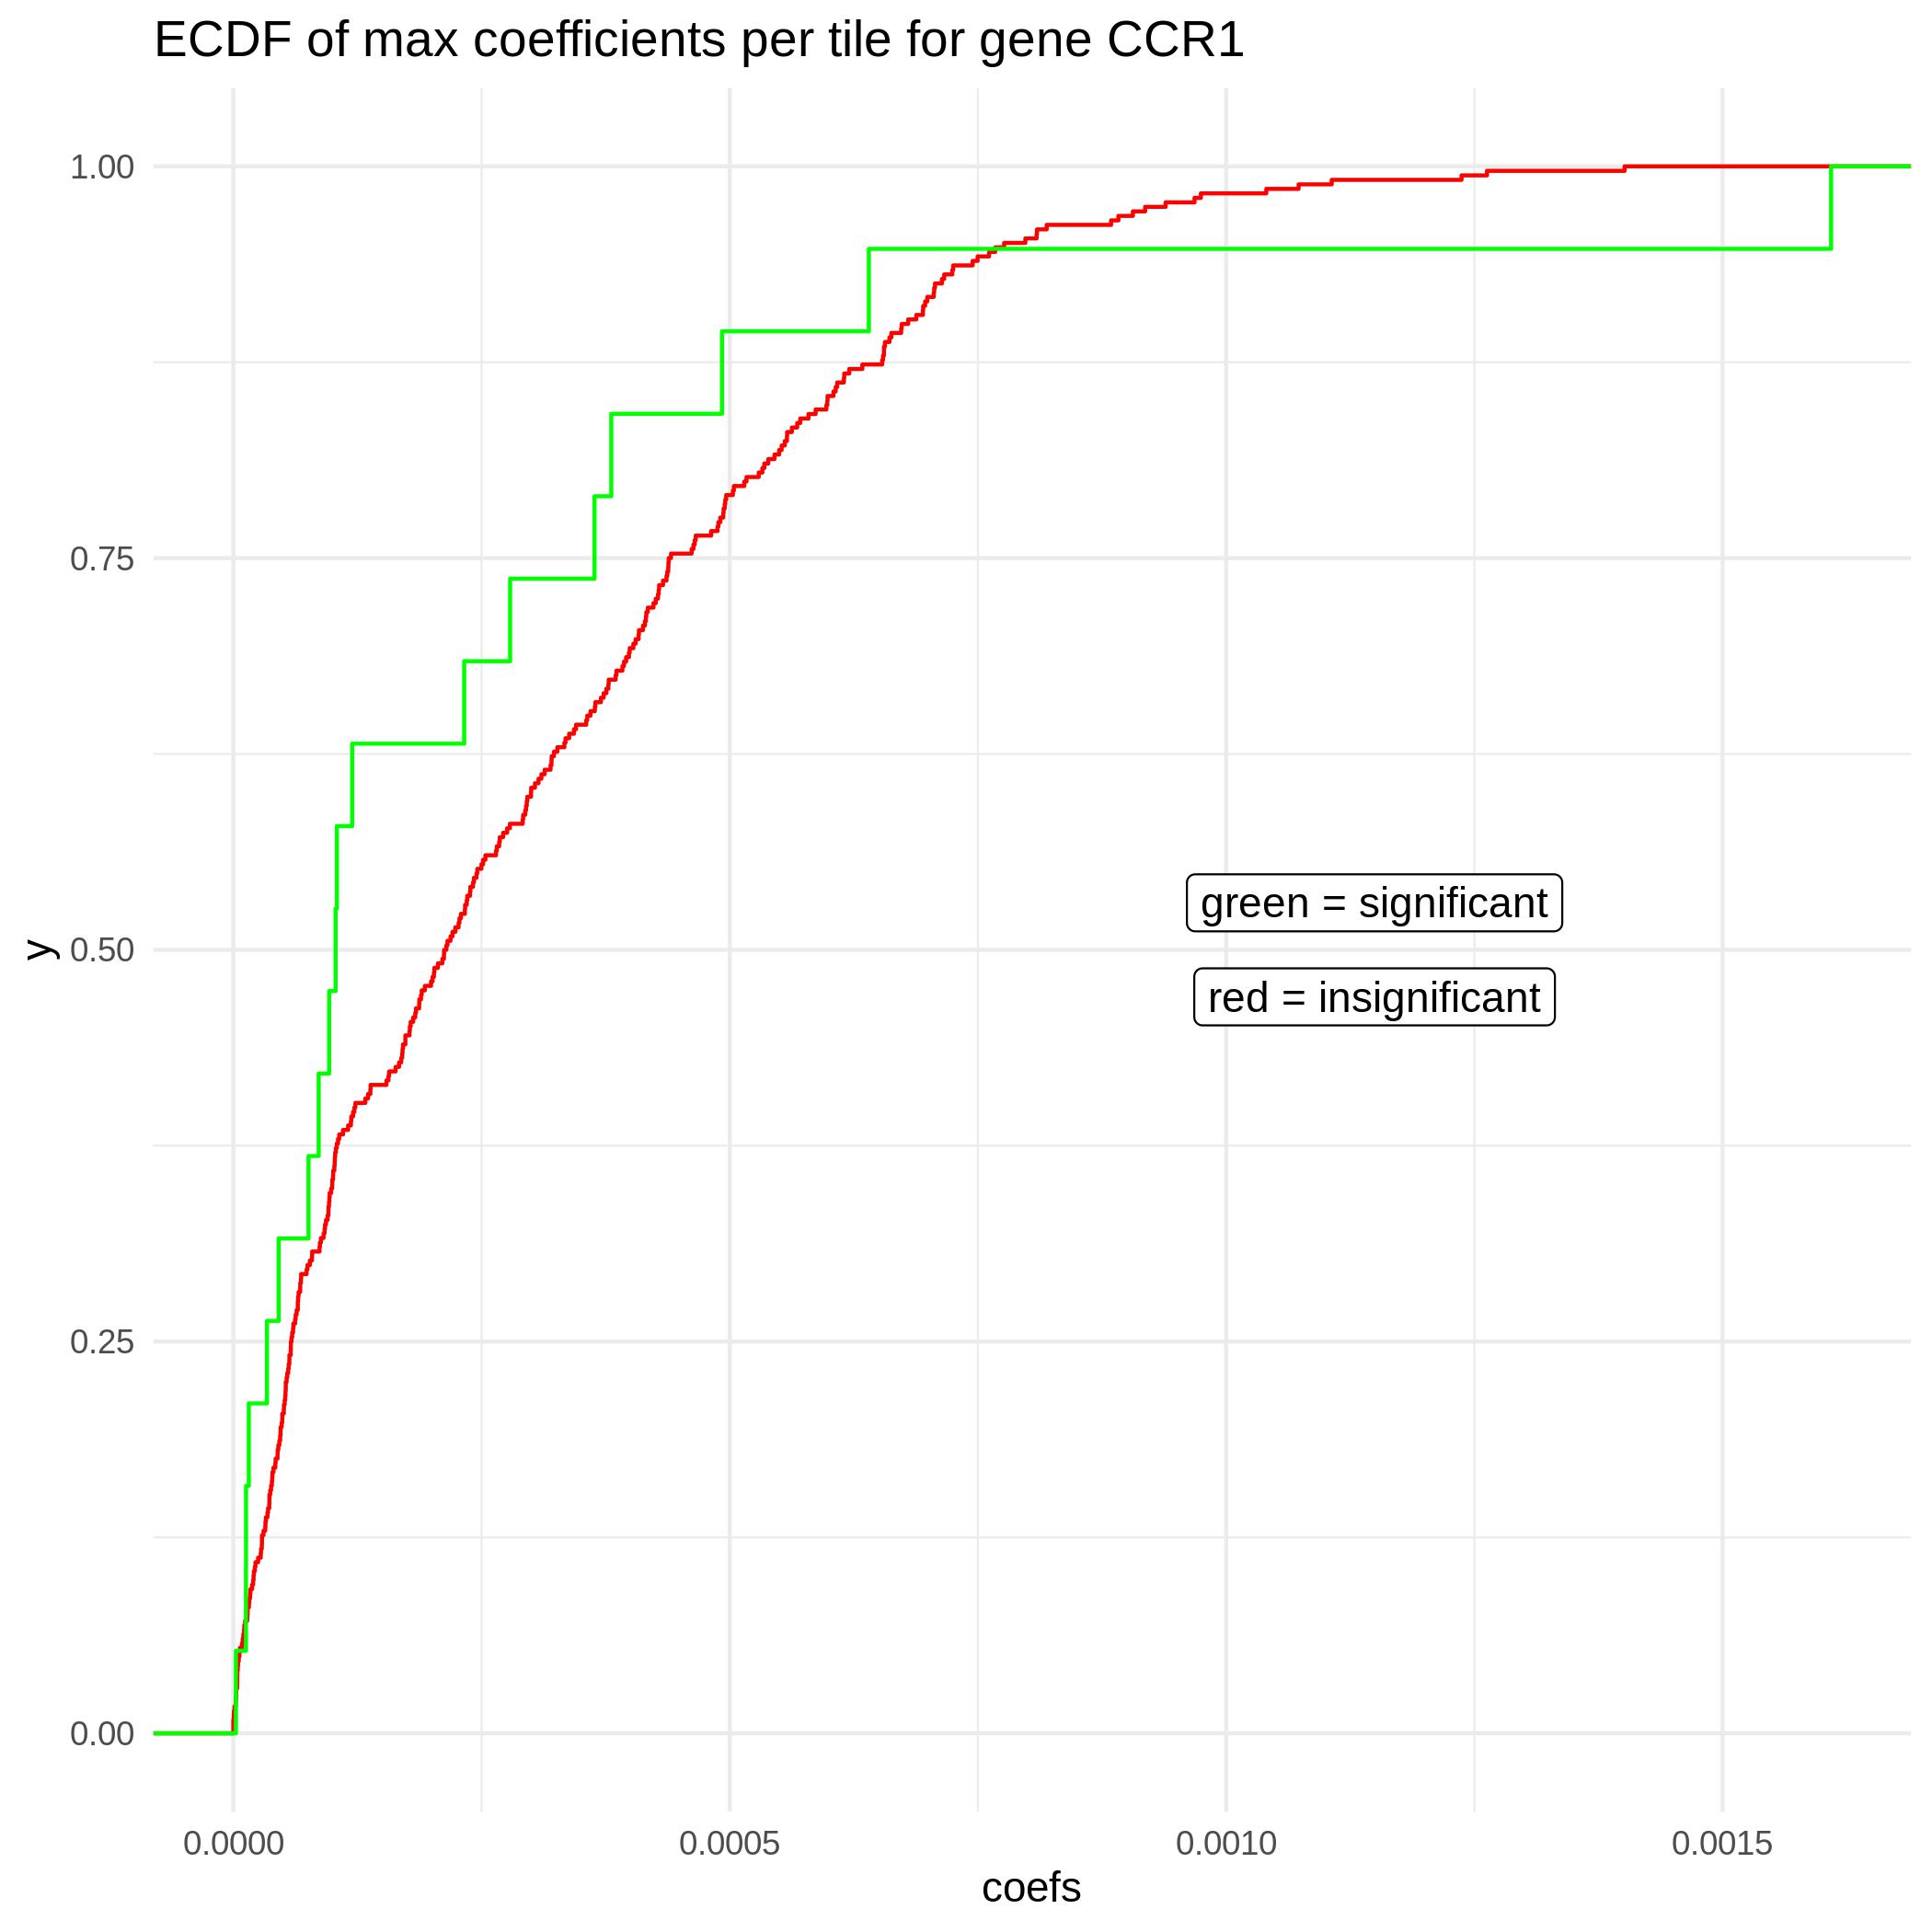 ECDF of max coefficients per tile for gene CCR1
1.00
0.75
0.50
0.25
0.00
y
green = significant
red = insignificant
0.0000
0.0005
0.0010
0.0015
coefs